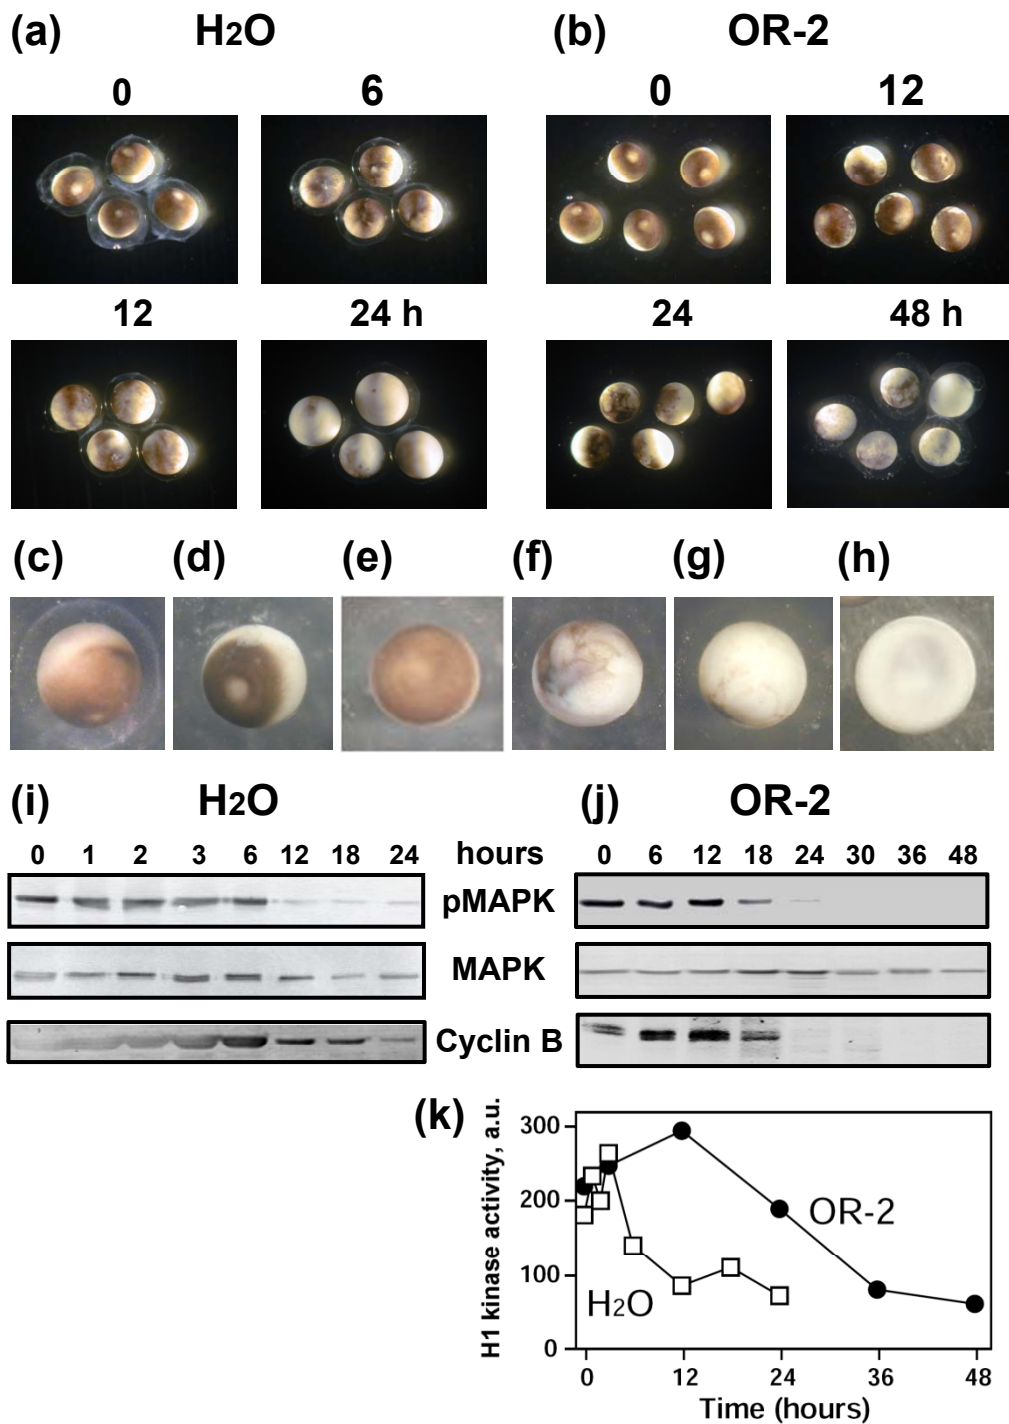 (a) H2O
0 6
12 24 h
(b) OR-2
0 12
24 48 h
(c) (d) (e) (f) (g) (h)
(i) H2O
0 1 2 3 6 12 18 24
hours
(j) OR-2
0 6 12 18 24 30 36 48
pMAPK
MAPK
Cyclin B
(k)
H1 kinase activity, a.u.
300
200
100
0
OR-2
H2O
0 12 24 36 48
Time (hours)